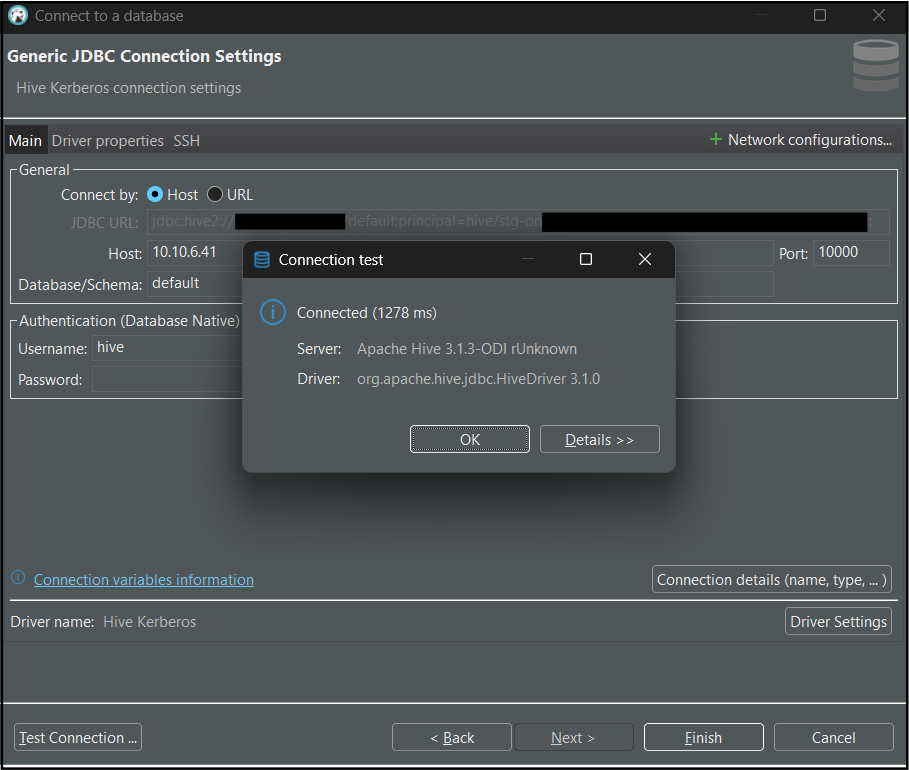 Connect to a database
Generic JDBC Connection Settings
Hive Kerberos connection settings
Main Driver properties SSH + Network configurations...
General
Connect by: Host URL
JDBC URL: jdbc:hive2:// default;principal=hive/stg-on ;
Host: 10.10.6.41 Port: 10000
Database/Schema: default
Authentication (Database Native)
Username: hive
Password:
Connection test
Connected (1278 ms)
Server: Apache Hive 3.1.3-ODI rUnknown
Driver: org.apache.hive.jdbc.HiveDriver 3.1.0
OK Details >>
Connection variables information Connection details (name, type, ... )
Driver name: Hive Kerberos Driver Settings
Test Connection ... < Back Next > Finish Cancel